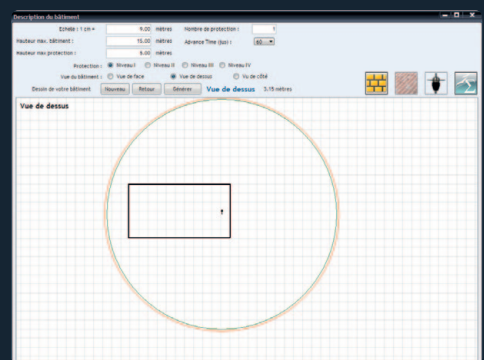 Description du bâtiment
Echelle : 1 cm = 9.00 mètres Nombre de protection : 1
Hauteur max. bâtiment : 15.00 mètres Advance Time (µs) : 60
Hauteur max protection : 5.00 mètres
Protection : Niveau I Niveau II Niveau III Niveau IV
Vue du bâtiment : Vue de face Vue de dessus Vu de côté
Dessin de votre bâtiment Nouveau Retour Générer Vue de dessus 3.15 mètres
Vue de dessus